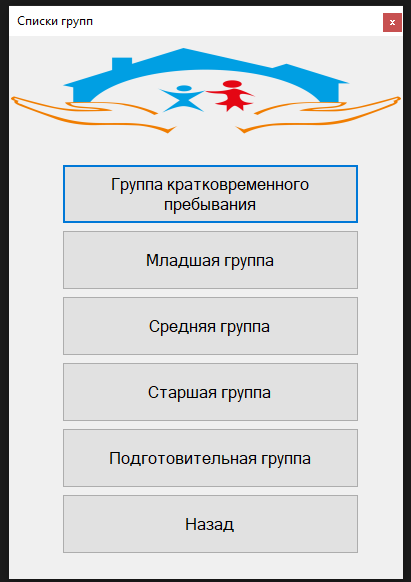 Списки групп
x
Группа кратковременного
пребывания
Младшая группа
Средняя группа
Старшая группа
Подготовительная группа
Назад